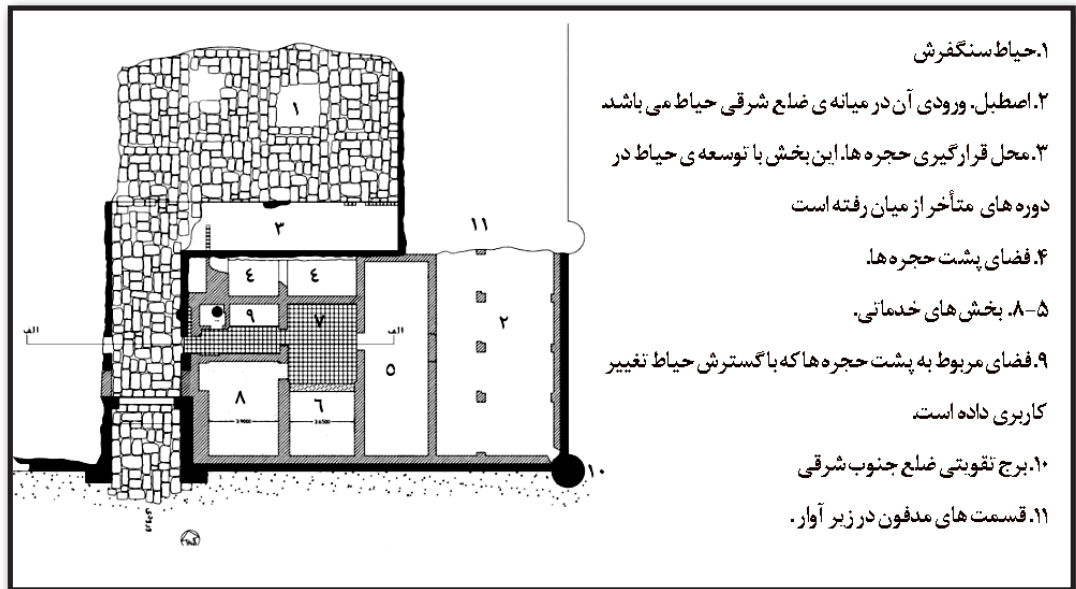 ۱.حیاط سنگفرش
۲.اصطبل. ورودی آن در میانه ی ضلع شرقی حیاط می باشد.
۳.محل قرارگیری حجره ها. این بخش با توسعه ی حیاط در
دوره های متأخر از میان رفته است
۴.فضای پشت حجره ها.
۵-۸. بخش های خدماتی.
۹.فضای مربوط به پشت حجره ها که با گسترش حیاط تغییر
کاربری داده است.
۱۰.برج تقویتی ضلع جنوب شرقی
۱۱.قسمت های مدفون در زیر آوار.
۱
۳
۱۱
٤
٤
۹
۷
۲
الف
الف
۵
۸
٦
۱۰
ورودی